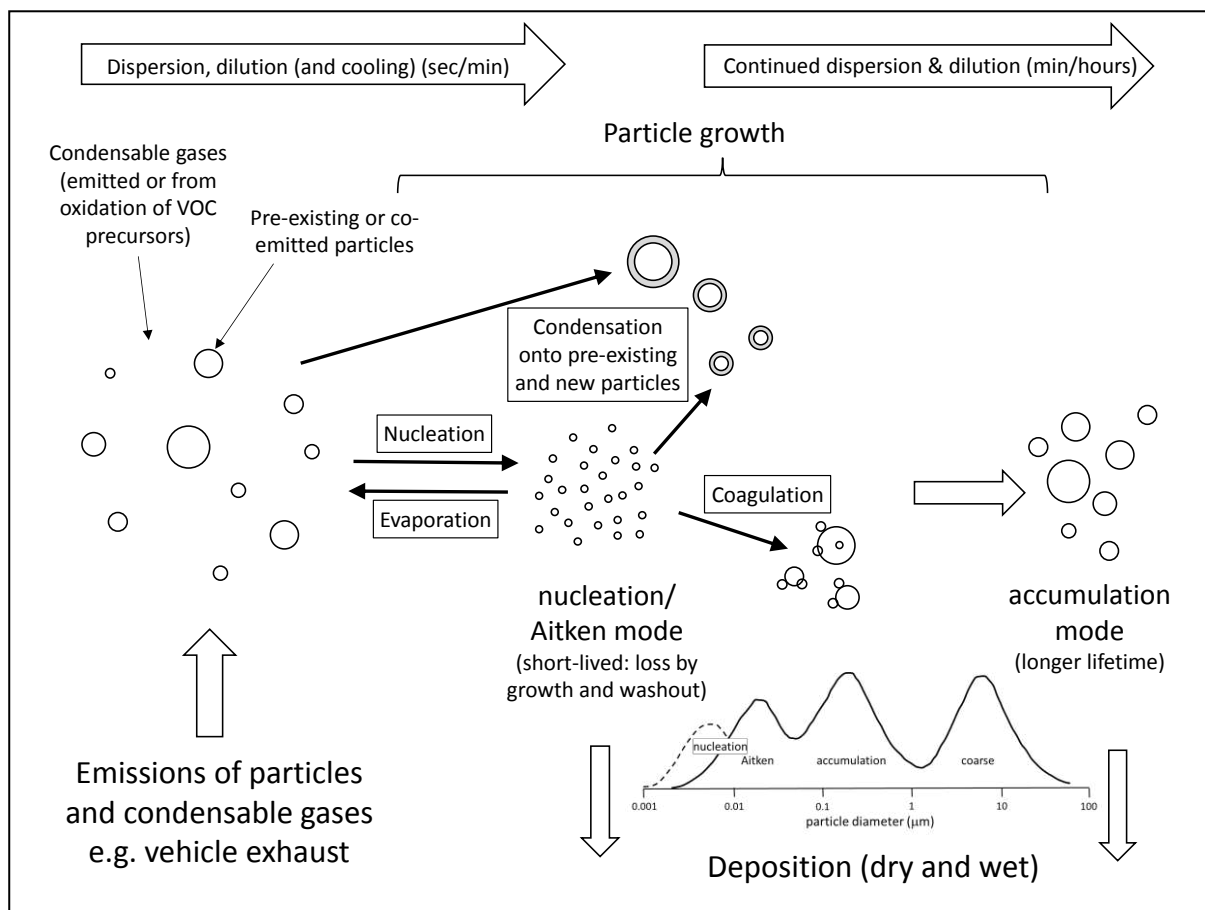 Dispersion, dilution (and cooling) (sec/min)
Continued dispersion & dilution (min/hours)
Particle growth
Condensable gases
(emitted or from
oxidation of VOC
precursors)
Pre-existing or co-
emitted particles
Condensation
onto pre-existing
and new particles
Nucleation
Evaporation
Coagulation
nucleation/
Aitken mode
(short-lived: loss by
growth and washout)
accumulation
mode
(longer lifetime)
Emissions of particles
and condensable gases
e.g. vehicle exhaust
nucleation
Aitken
accumulation
coarse
0.001
0.01
0.1
1
10
100
particle diameter (μm)
Deposition (dry and wet)